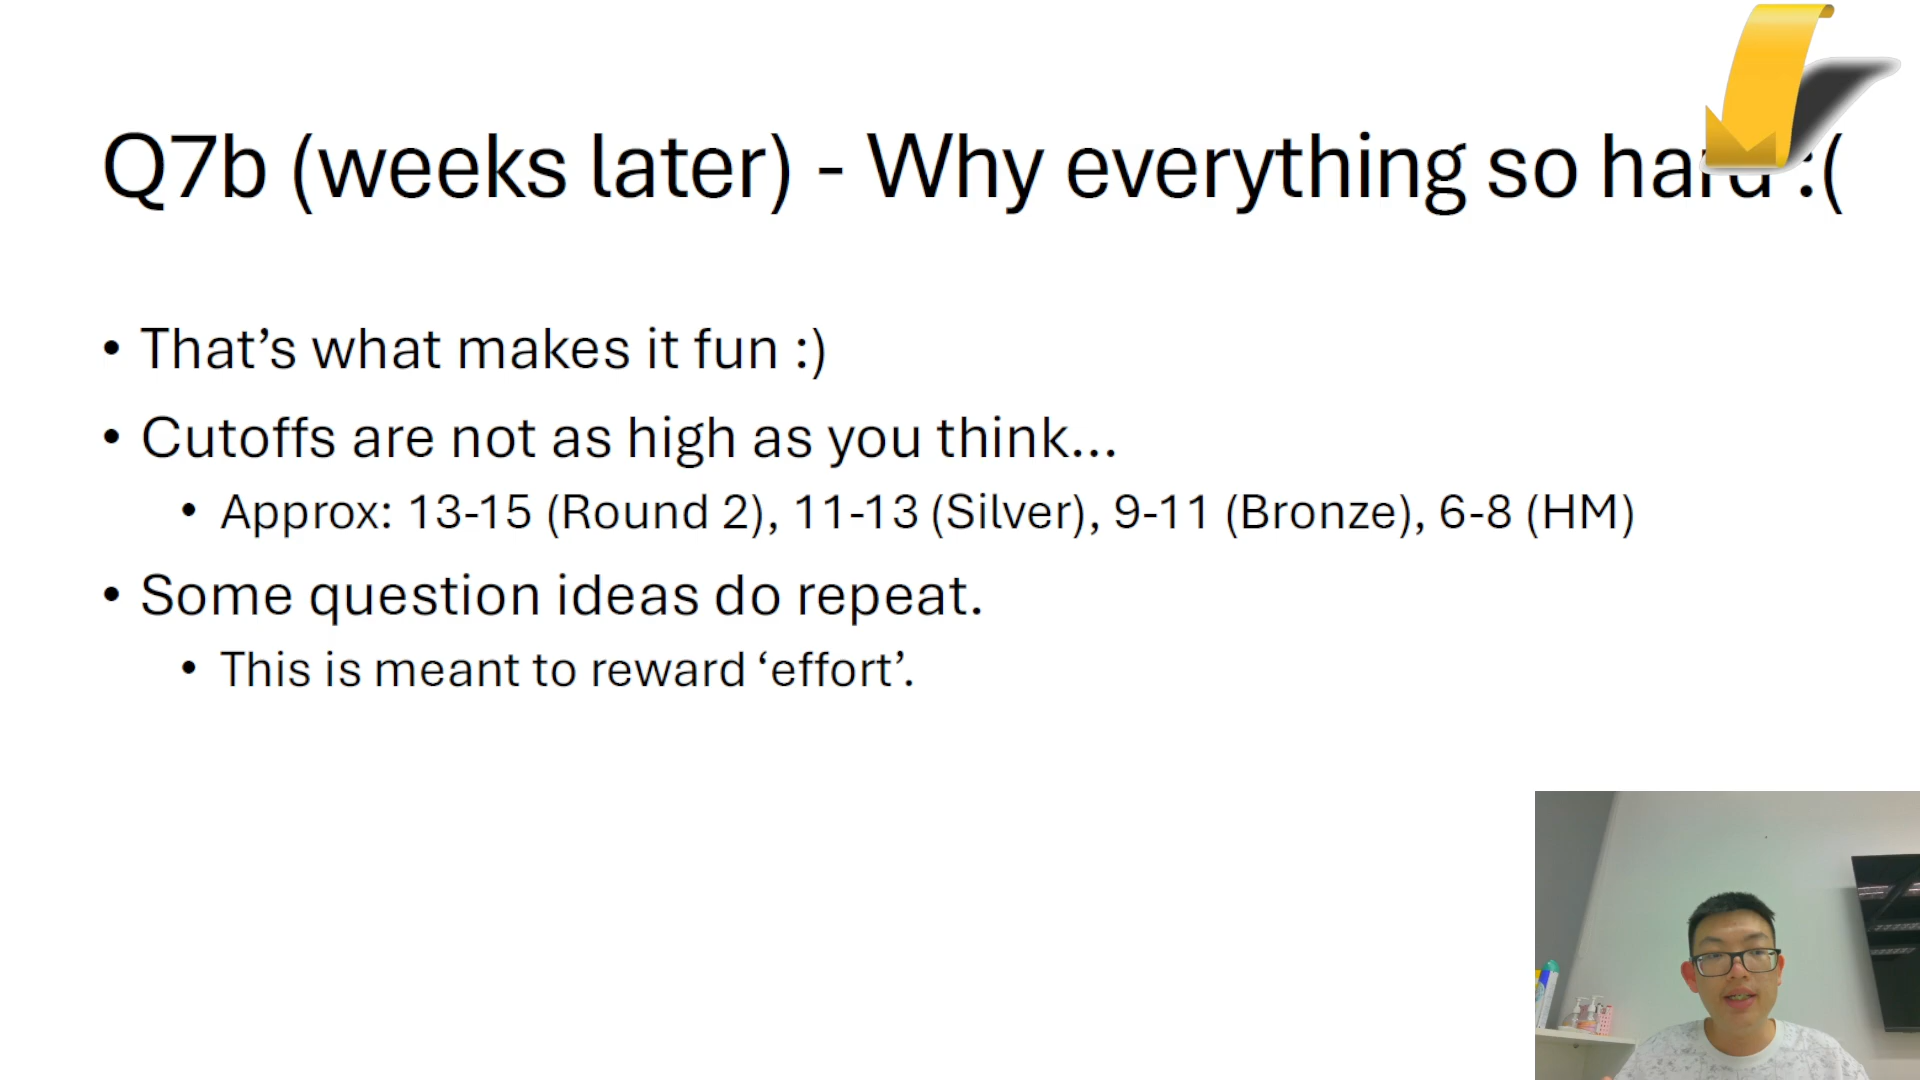 Q7b (weeks later) - Why everything so hard :(
• That’s what makes it fun :)
• Cutoffs are not as high as you think...
• Approx: 13-15 (Round 2), 11-13 (Silver), 9-11 (Bronze), 6-8 (HM)
• Some question ideas do repeat.
• This is meant to reward ‘effort’.